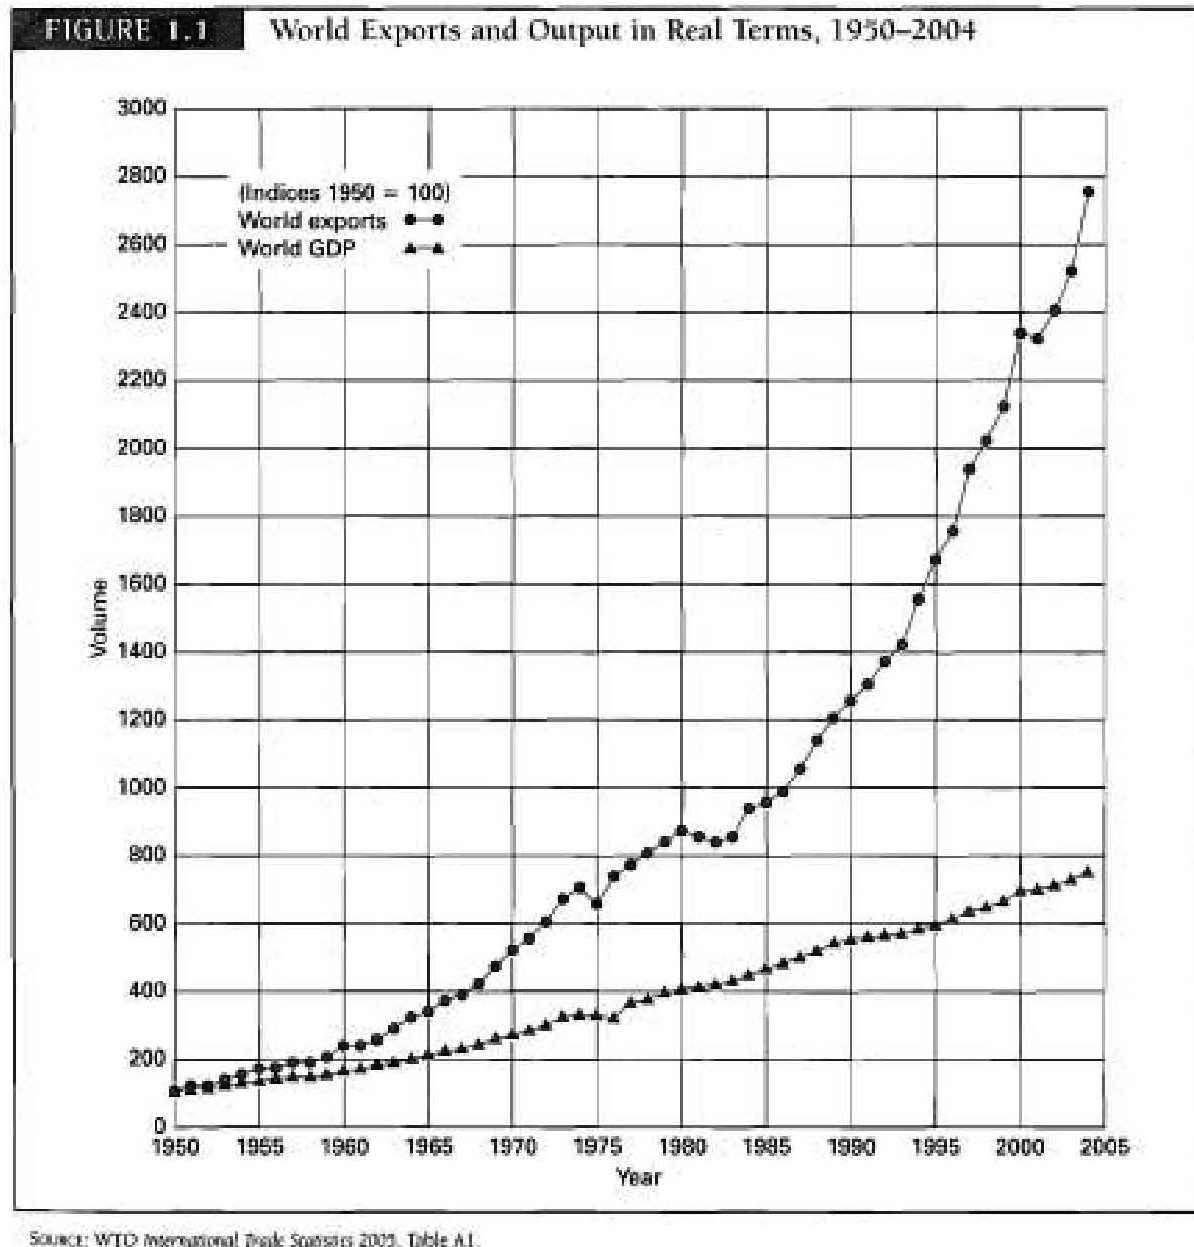 FIGURE 1.1
World Exports and Output in Real Terms, 1950–2004
3000
2800
(Indices 1950 = 100)
World exports
2600
World GDP
2400
2200
2000
1800
1600
Volume
1400
1200
1000
800
600
400
200
0
1950 1955 1960 1965 1970 1975 1980 1985 1990 1995 2000 2005
Year
SOURCE: WTO International Trade Statistics 2005, Table A1.